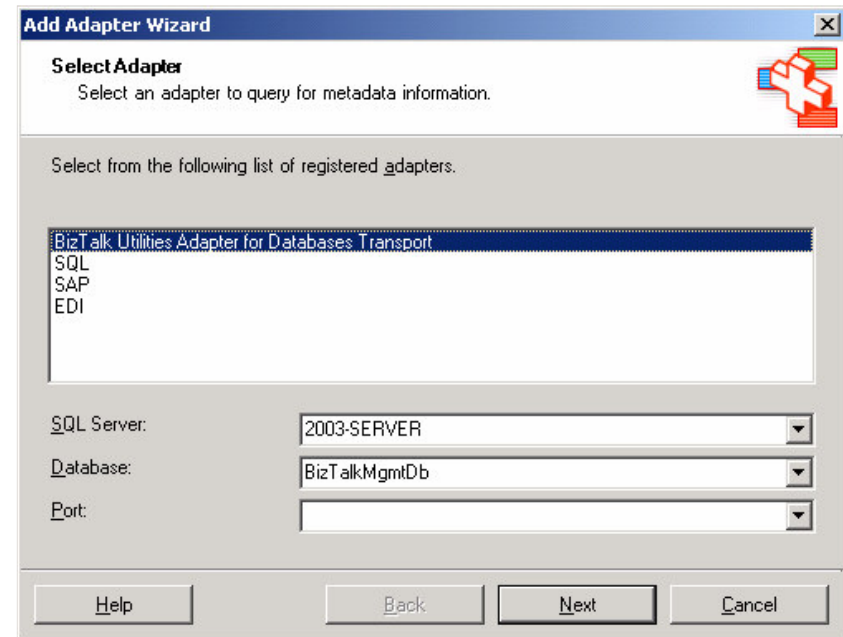 Add Adapter Wizard
Select Adapter
Select an adapter to query for metadata information.
Select from the following list of registered adapters.
BizTalk Utilities Adapter for Databases Transport
SQL
SAP
EDI
SQL Server: 2003-SERVER
Database: BizTalkMgmtDb
Port:
Help Back Next Cancel